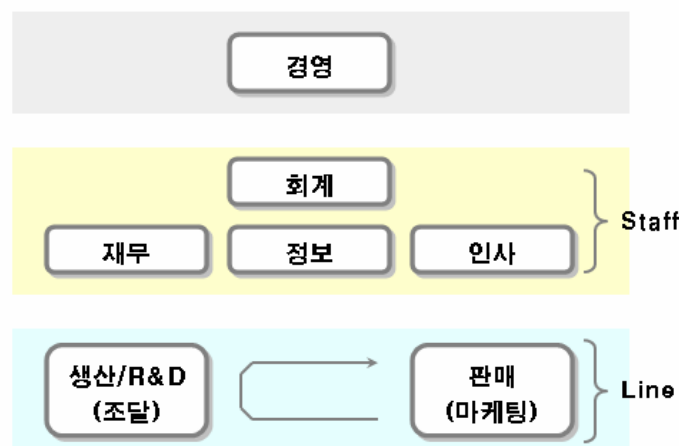 경영
회계
재무
정보
인사
Staff
생산/R&D
(조달)
판매
(마케팅)
Line